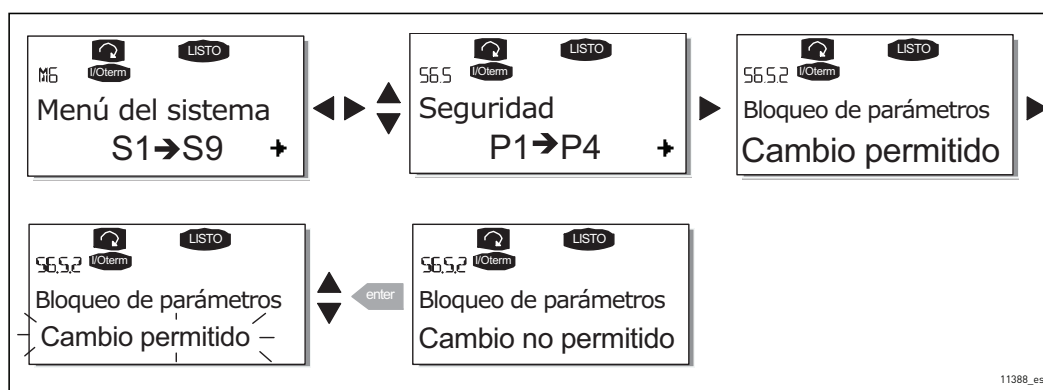 LISTO
M6 I/Oterm
Menú del sistema
S1➔S9 +
LISTO
S6.5 I/Oterm
Seguridad
P1➔P4 +
LISTO
S6.5.2 I/Oterm
Bloqueo de parámetros
Cambio permitido
LISTO
S6.5.2 I/Oterm
Bloqueo de parámetros
Cambio permitido
enter
LISTO
S6.5.2 I/Oterm
Bloqueo de parámetros
Cambio no permitido
11388_es